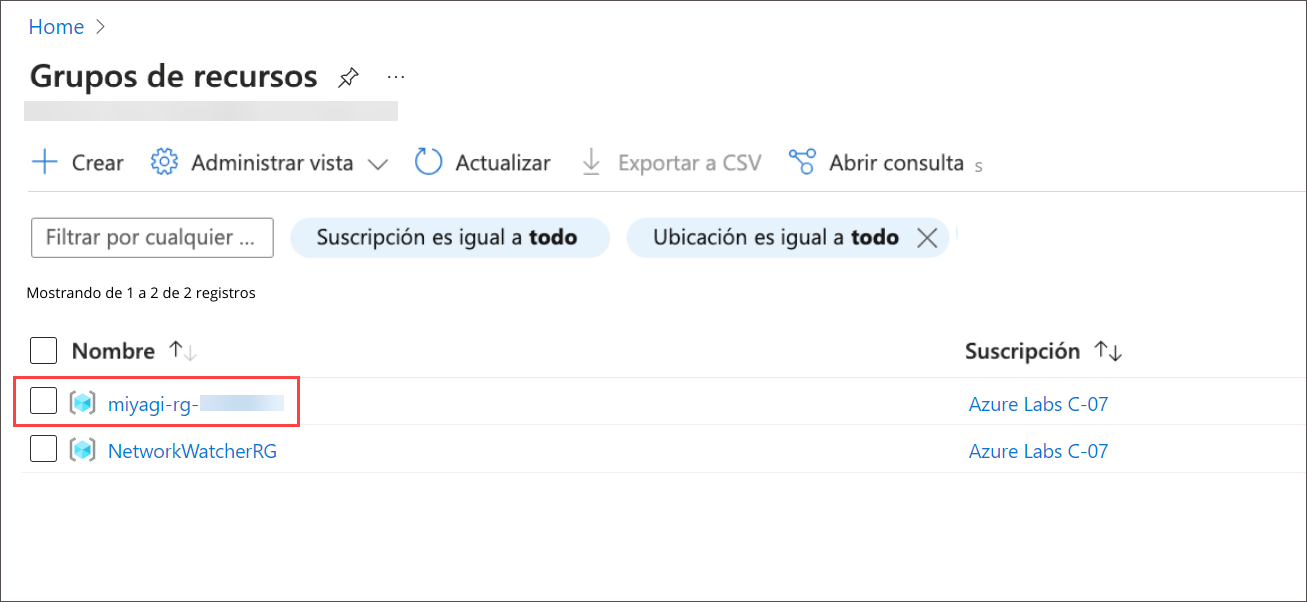 Home
Grupos de recursos ...
Crear Administrar vista Actualizar Exportar a CSV Abrir consulta s
Filtrar por cualquier ... Suscripción es igual a todo Ubicación es igual a todo
Mostrando de 1 a 2 de 2 registros
Nombre Suscripción
miyagi-rg- Azure Labs C-07
NetworkWatcherRG Azure Labs C-07